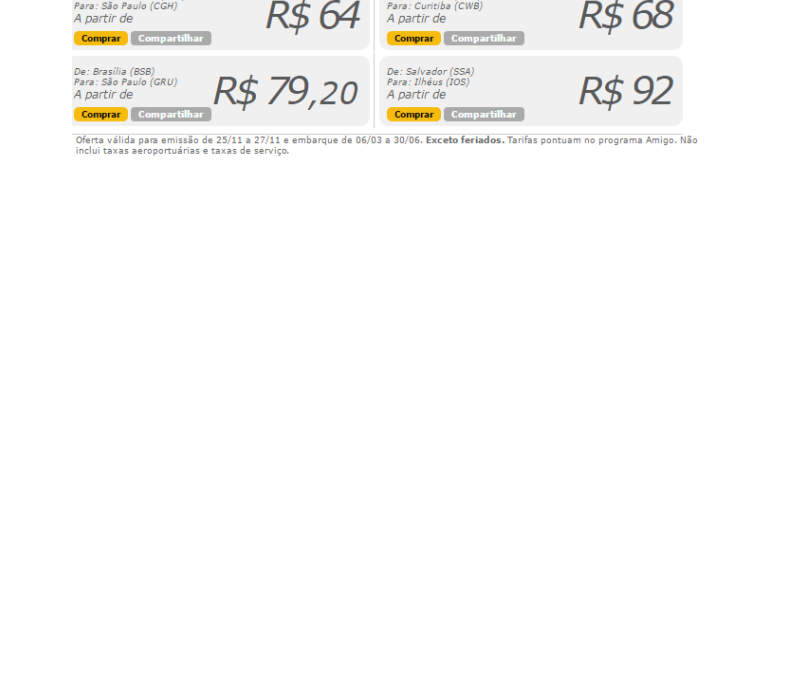 Para: São Paulo (CGH)
A partir de
R$ 64
Comprar Compartilhar
Para: Curitiba (CWB)
A partir de
R$ 68
Comprar Compartilhar
De: Brasília (BSB)
Para: São Paulo (GRU)
A partir de
R$ 79,20
Comprar Compartilhar
De: Salvador (SSA)
Para: Ilhéus (IOS)
A partir de
R$ 92
Comprar Compartilhar
Oferta válida para emissão de 25/11 a 27/11 e embarque de 06/03 a 30/06. Exceto feriados. Tarifas pontuam no programa Amigo. Não
inclui taxas aeroportuárias e taxas de serviço.